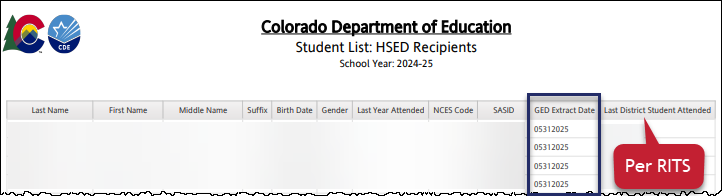 CDE
Colorado Department of Education
Student List: HSED Recipients
School Year: 2024-25
Last Name First Name Middle Name Suffix Birth Date Gender Last Year Attended NCES Code SASID GED Extract Date Last District Student Attended
05312025
05312025
05312025
05312025
Per RITS